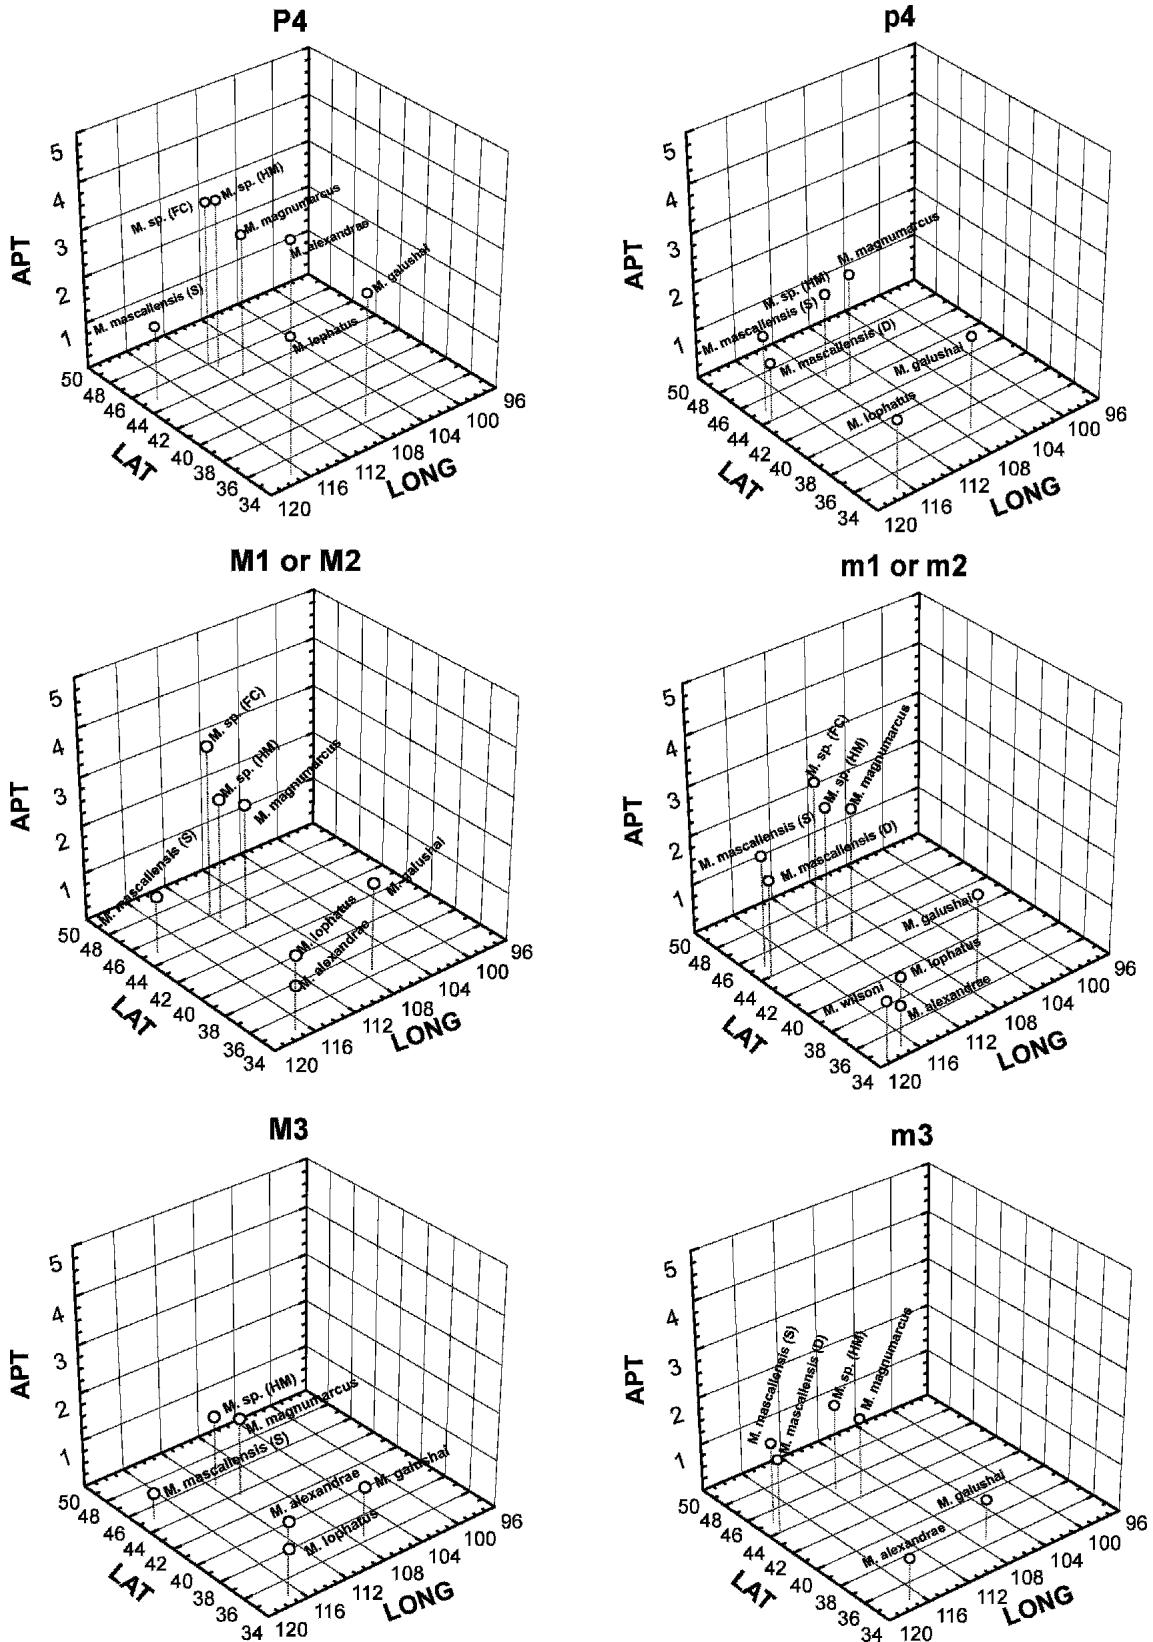 P4
5
4
3
2
1
APT
M. sp. (FC)
M. sp. (HM)
M. magnumarcus
M. alexandrae
M. galushai
M. mascallensis (S)
M. lophatus
50
48
46
44
42
40
38
36
34
LAT
120
116
112
108
104
100
96
LONG
p4
5
4
3
2
1
APT
M. magnumarcus
M. sp. (HM)
M. mascallensis (S)
M. mascallensis (D)
M. galushai
M. lophatus
50
48
46
44
42
40
38
36
34
LAT
120
116
112
108
104
100
96
LONG
M1 or M2
5
4
3
2
1
APT
M. sp. (FC)
M. sp. (HM)
M. magnumarcus
M. mascallensis (S)
M. galushai
M. lophatus
M. alexandrae
50
48
46
44
42
40
38
36
34
LAT
120
116
112
108
104
100
96
LONG
m1 or m2
5
4
3
2
1
APT
M. sp. (FC)
M. sp. (HM)
M. magnumarcus
M. mascallensis (S)
M. mascallensis (D)
M. galushai
M. lophatus
M. wilsoni
M. alexandrae
50
48
46
44
42
40
38
36
34
LAT
120
116
112
108
104
100
96
LONG
M3
5
4
3
2
1
APT
M. sp. (HM)
M. magnumarcus
M. mascallensis (S)
M. alexandrae
M. galushai
M. lophatus
50
48
46
44
42
40
38
36
34
LAT
120
116
112
108
104
100
96
LONG
m3
5
4
3
2
1
APT
M. mascallensis (S)
M. mascallensis (D)
M. sp. (HM)
M. magnumarcus
M. galushai
M. alexandrae
50
48
46
44
42
40
38
36
34
LAT
120
116
112
108
104
100
96
LONG